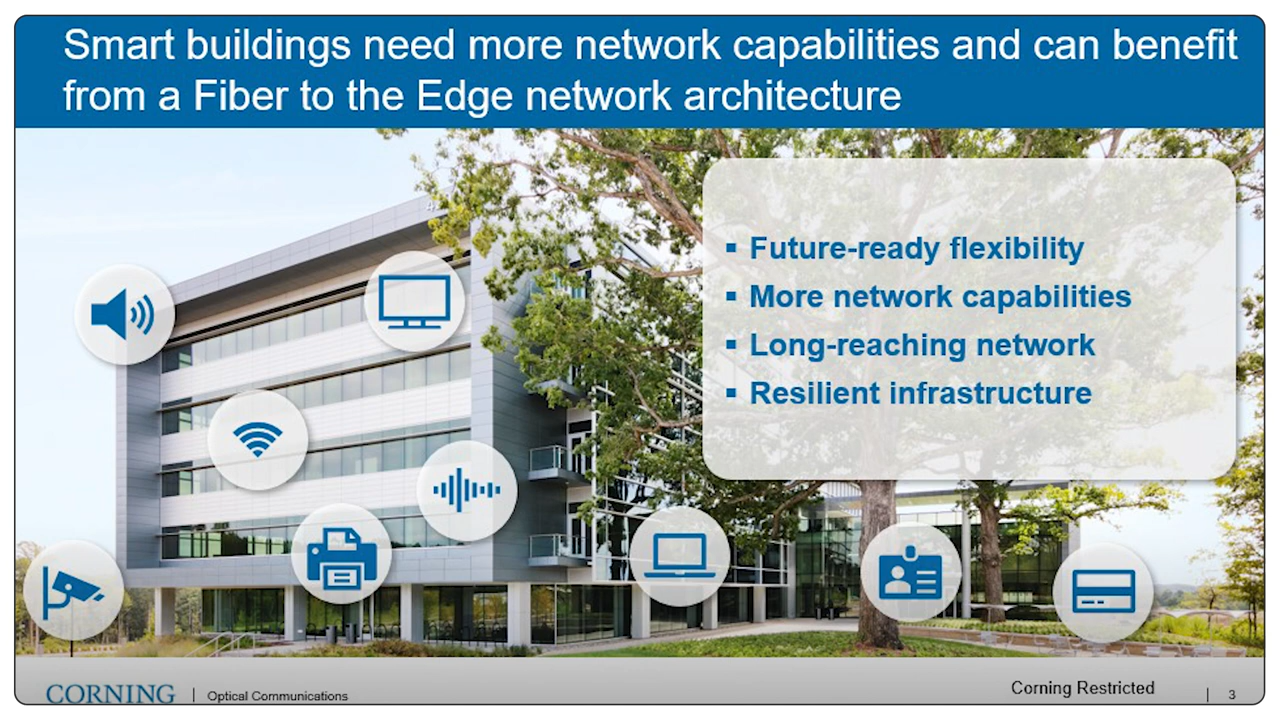 Smart buildings need more network capabilities and can benefit
from a Fiber to the Edge network architecture
▪ Future-ready flexibility
▪ More network capabilities
▪ Long-reaching network
▪ Resilient infrastructure
CORNING | Optical Communications
Corning Restricted | 3